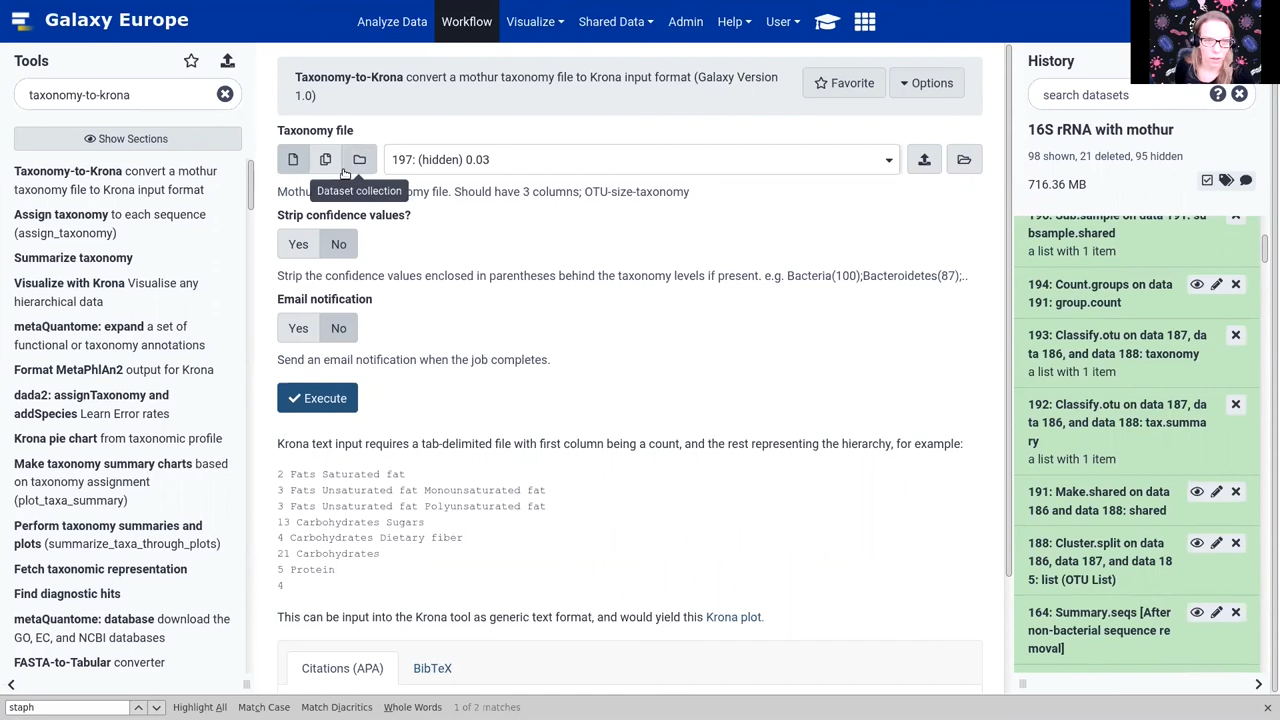 Galaxy Europe
Analyze Data
Workflow
Visualize
Shared Data
Admin
Help
User
Tools
taxonomy-to-krona
Show Sections
Taxonomy-to-Krona convert a mothur
taxonomy file to Krona input format
Assign taxonomy to each sequence
(assign_taxonomy)
Summarize taxonomy
Visualize with Krona Visualise any
hierarchical data
metaQuantome: expand a set of
functional or taxonomy annotations
Format MetaPhlAn2 output for Krona
dada2: assignTaxonomy and
addSpecies Learn Error rates
Krona pie chart from taxonomic profile
Make taxonomy summary charts based
on taxonomy assignment
(plot_taxa_summary)
Perform taxonomy summaries and
plots (summarize_taxa_through_plots)
Fetch taxonomic representation
Find diagnostic hits
metaQuantome: database download the
GO, EC, and NCBI databases
FASTA-to-Tabular converter
Taxonomy-to-Krona convert a mothur taxonomy file to Krona input format (Galaxy Version
1.0)
Favorite
Options
Taxonomy file
197: (hidden) 0.03
Dataset collection
Mothu omy file. Should have 3 columns; OTU-size-taxonomy
Strip confidence values?
Yes No
Strip the confidence values enclosed in parentheses behind the taxonomy levels if present. e.g. Bacteria(100);Bacteroidetes(87);..
Email notification
Yes No
Send an email notification when the job completes.
Execute
Krona text input requires a tab-delimited file with first column being a count, and the rest representing the hierarchy, for example:
2 Fats Saturated fat
3 Fats Unsaturated fat Monounsaturated fat
3 Fats Unsaturated fat Polyunsaturated fat
13 Carbohydrates Sugars
4 Carbohydrates Dietary fiber
21 Carbohydrates
5 Protein
4
This can be input into the Krona tool as generic text format, and would yield this Krona plot.
Citations (APA)
BibTeX
History
search datasets
16S rRNA with mothur
98 shown, 21 deleted, 95 hidden
716.36 MB
196: Sub.sample on data 191: su
bsample.shared
a list with 1 item
194: Count.groups on data
191: group.count
193: Classify.otu on data 187, da
ta 186, and data 188: taxonomy
a list with 1 item
192: Classify.otu on data 187, da
ta 186, and data 188: tax.summa
ry
a list with 1 item
191: Make.shared on data
186 and data 188: shared
188: Cluster.split on data
186, data 187, and data 18
5: list (OTU List)
164: Summary.seqs [After
non-bacterial sequence re
moval]
staph
Highlight All
Match Case
Match Diacritics
Whole Words
1 of 2 matches